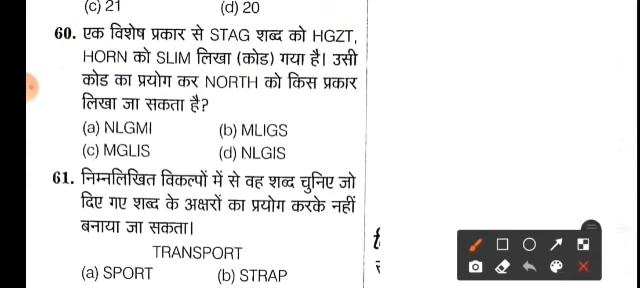 (c) 21 (d) 20
60. एक विशेष प्रकार से STAG शब्द को HGZT,
HORN को SLIM लिखा (कोड) गया है। उसी
कोड का प्रयोग कर NORTH को किस प्रकार
लिखा जा सकता है?
(a) NLGMI (b) MLIGS
(c) MGLIS (d) NLGIS
61. निम्नलिखित विकल्पों में से वह शब्द चुनिए जो
दिए गए शब्द के अक्षरों का प्रयोग करके नहीं
बनाया जा सकता।
TRANSPORT
(a) SPORT (b) STRAP